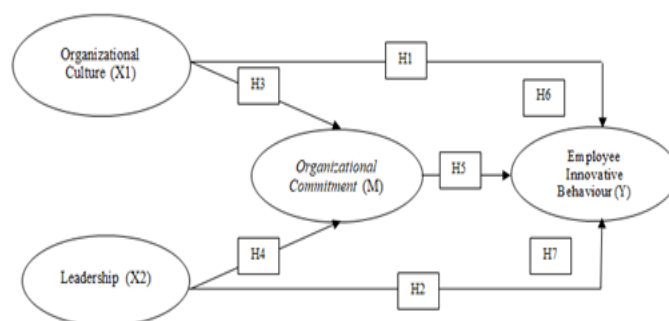 Organizational
Culture (X1)
H1
H3
H6
Organizational
Commitment (M)
H5
Employee
Innovative
Behaviour (Y)
H4
H7
Leadership (X2)
H2